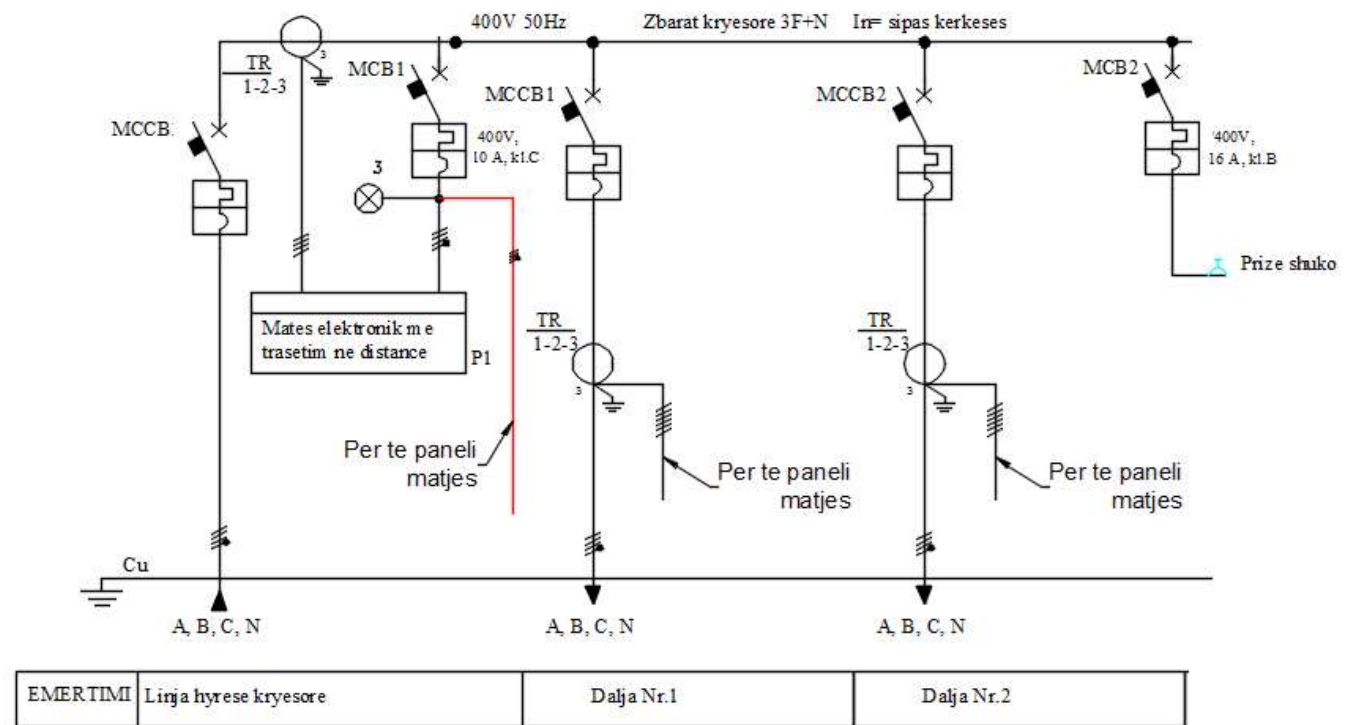 400V 50Hz Zbarat kryesore 3F+N In= sipas kerkeses
3
TR
1-2-3
MCB1
MCCB1
MCCB2
MCB2
MCCB
400V,
10 A, kl.C
400V,
16 A, kl.B
3
Prize shuko
Mates elektronik me
trasetim ne distance
P1
TR
1-2-3
3
TR
1-2-3
3
Per te paneli
matjes
Per te paneli
matjes
Per te paneli
matjes
Cu
A, B, C, N
A, B, C, N
A, B, C, N
EMERTIMI Linja hyrese kryesore Dalja Nr.1 Dalja Nr.2